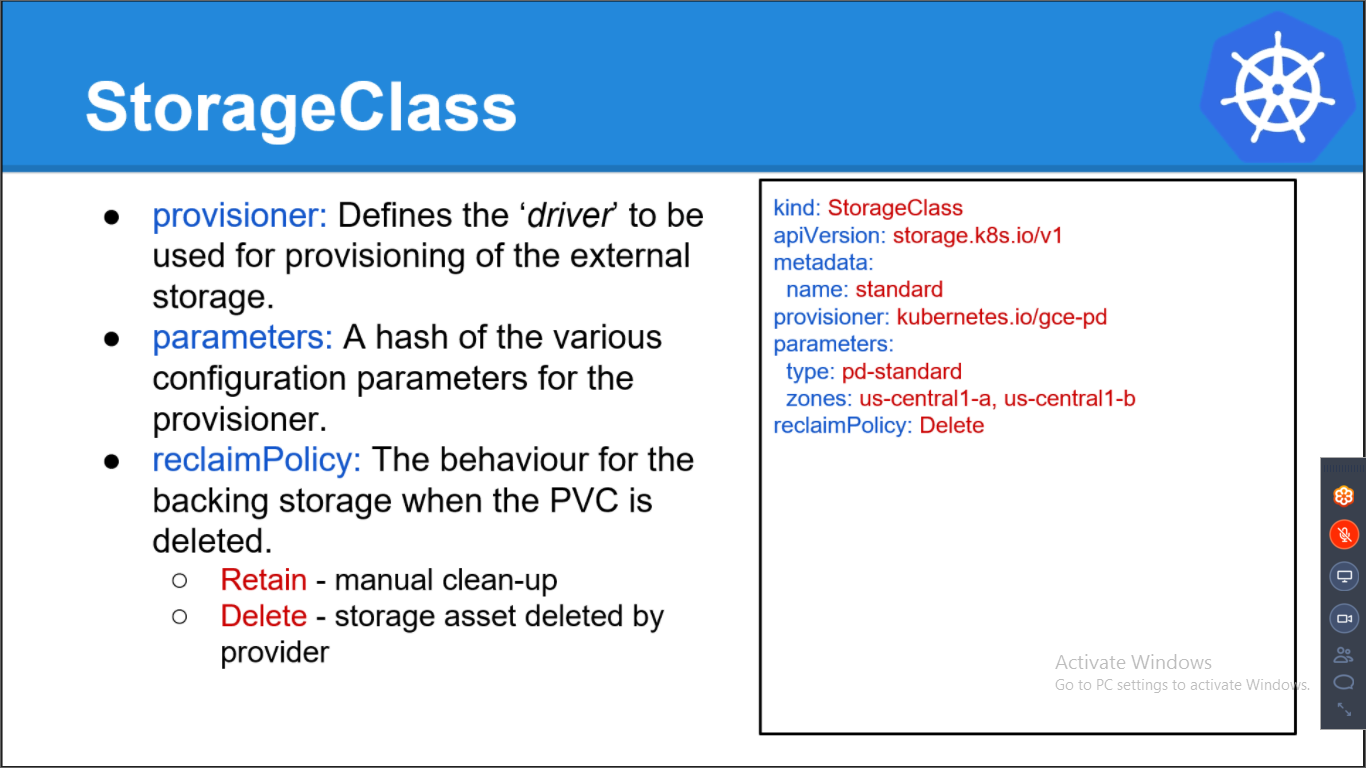 StorageClass
● provisioner: Defines the ‘driver’ to be
used for provisioning of the external
storage.
● parameters: A hash of the various
configuration parameters for the
provisioner.
● reclaimPolicy: The behaviour for the
backing storage when the PVC is
deleted.
○ Retain - manual clean-up
○ Delete - storage asset deleted by
provider
kind: StorageClass
apiVersion: storage.k8s.io/v1
metadata:
  name: standard
provisioner: kubernetes.io/gce-pd
parameters:
  type: pd-standard
  zones: us-central1-a, us-central1-b
reclaimPolicy: Delete
Activate Windows
Go to PC settings to activate Windows.